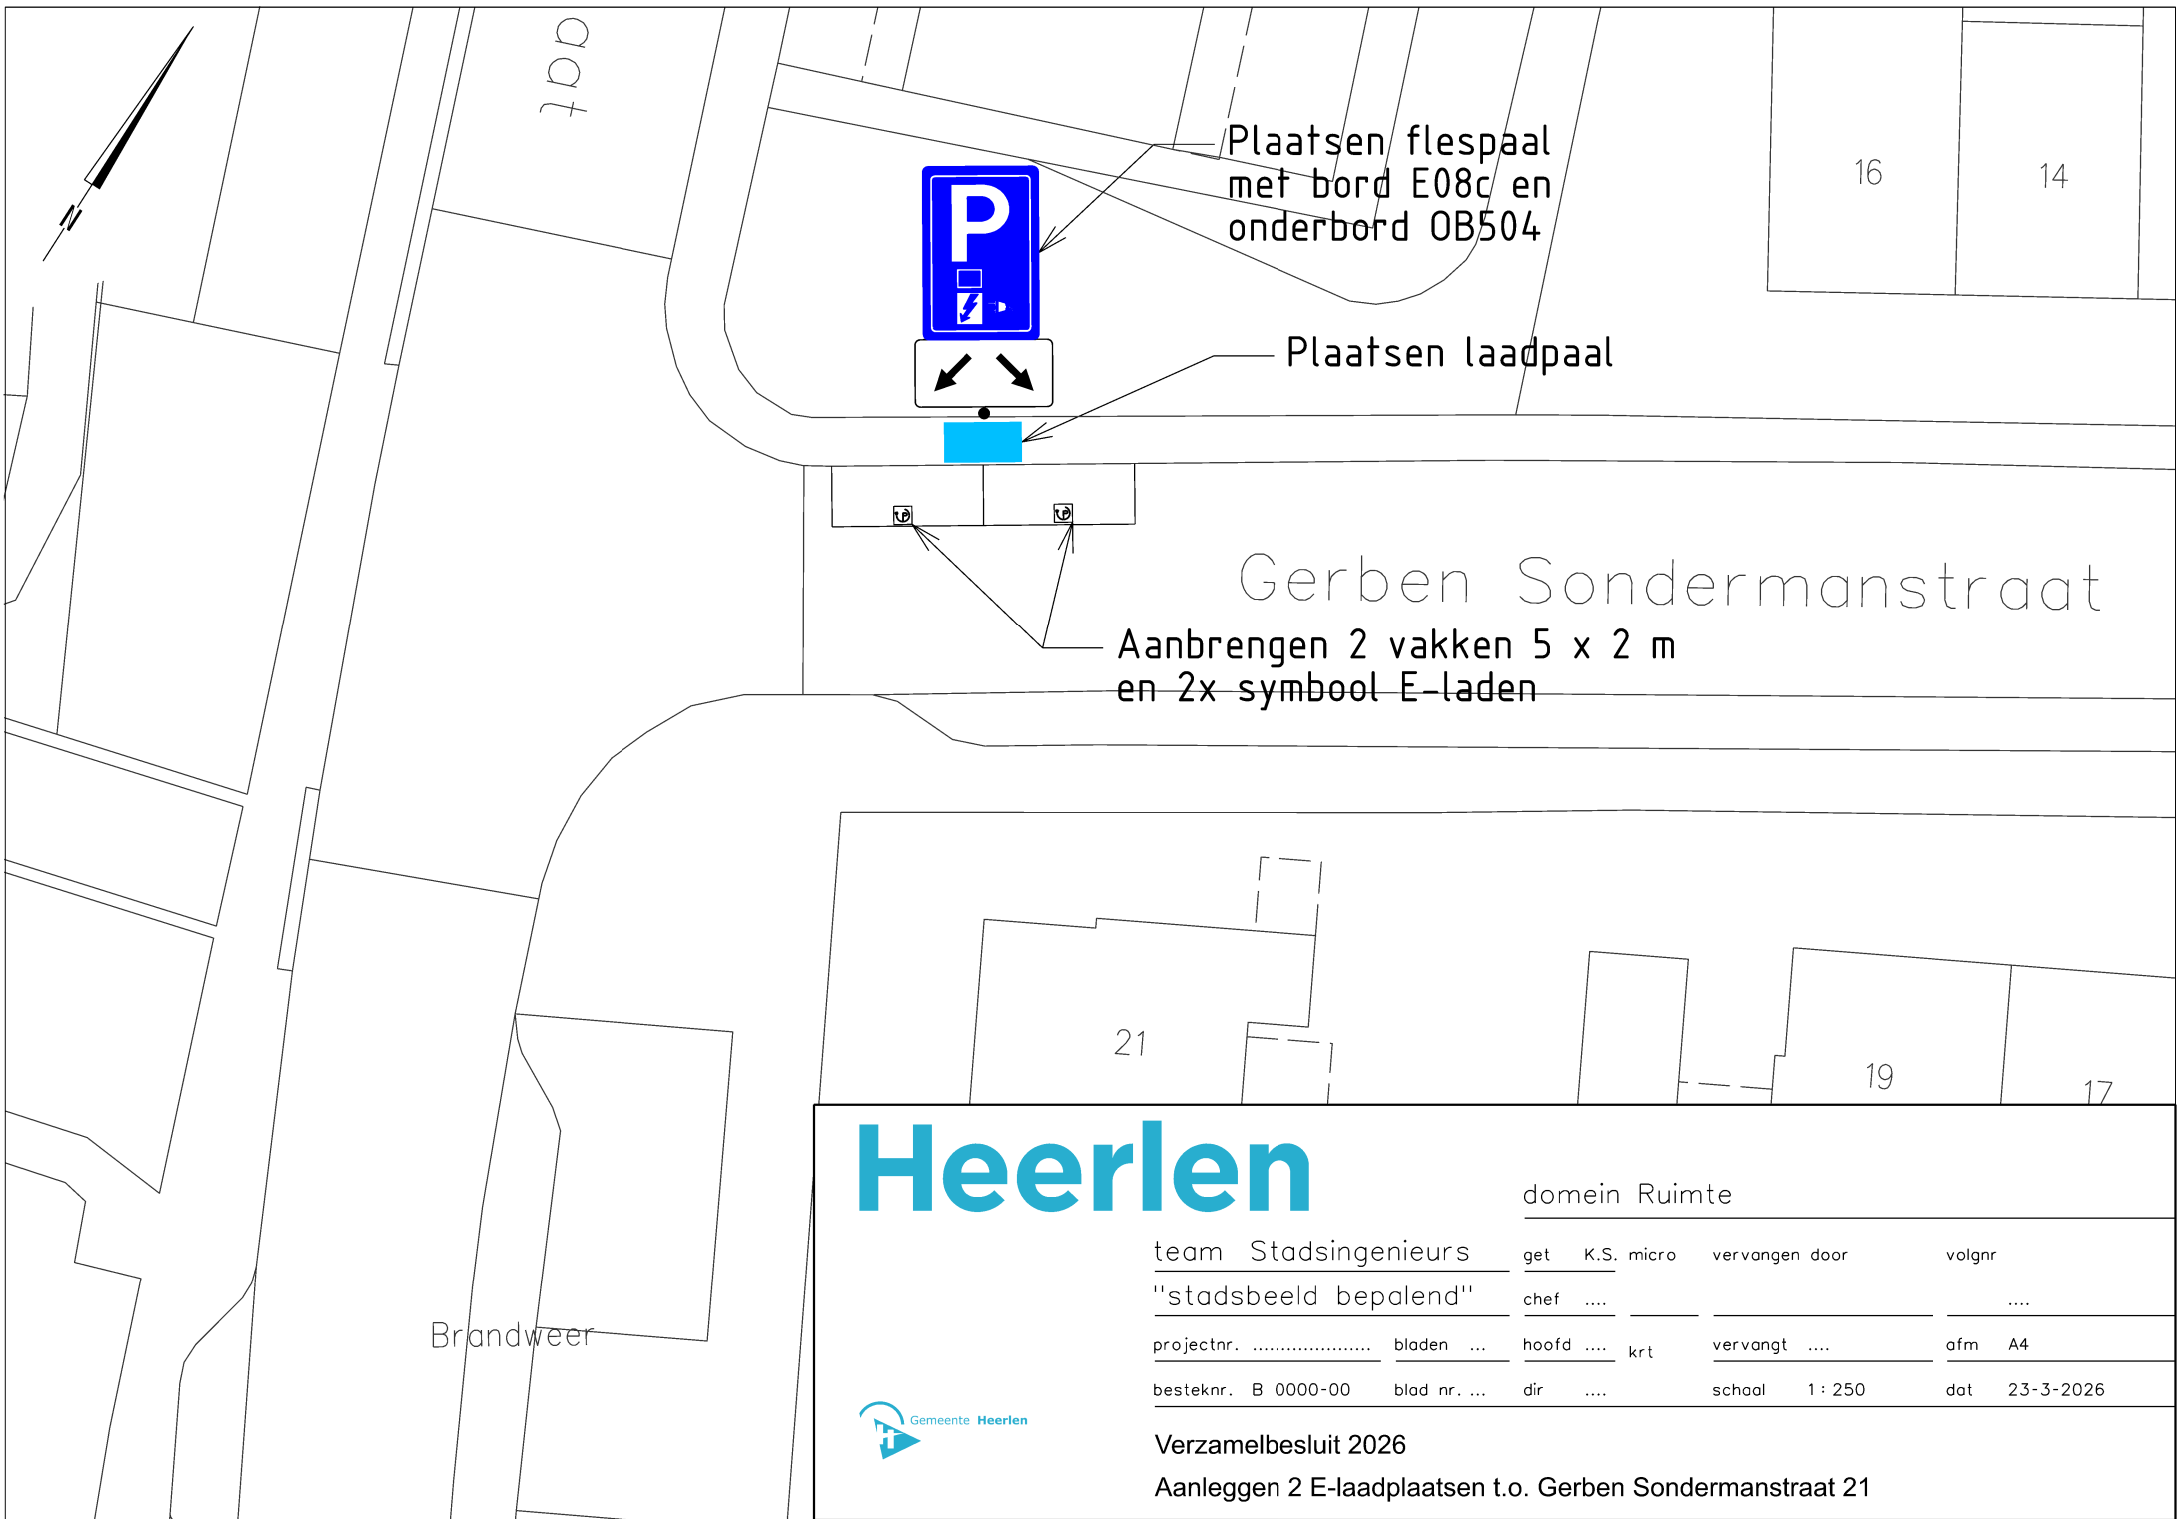 aat
N
Plaatsen flespaal
met bord E08c en
onderbord OB504
16
14
P
Plaatsen laadpaal
Gerben Sondermanstraat
Aanbrengen 2 vakken 5 x 2 m
en 2x symbool E-laden
21
19
17
Brandweer
Heerlen
domein Ruimte
team Stadsingenieurs
get K.S. micro vervangen door volgnr
"stadsbeeld bepalend"
chef .... ....
projectnr. ..................... bladen ... hoofd .... krt vervangt .... afm A4
besteknr. B 0000-00 blad nr. ... dir .... schaal 1:250 dat 23-3-2026
Gemeente Heerlen
Verzamelbesluit 2026
Aanleggen 2 E-laadplaatsen t.o. Gerben Sondermanstraat 21